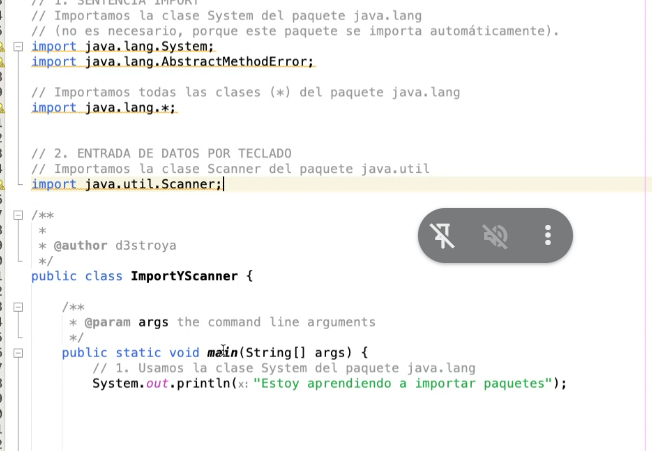 // 1. SENTENCIA IMPORT
// Importamos la clase System del paquete java.lang
// (no es necesario, porque este paquete se importa automáticamente).
import java.lang.System;
import java.lang.AbstractMethodError;
// Importamos todas las clases (*) del paquete java.lang
import java.lang.*;
// 2. ENTRADA DE DATOS POR TECLADO
// Importamos la clase Scanner del paquete java.util
import java.util.Scanner;
/**
*
* @author d3stroya
*/
public class ImportYScanner {
/**
* @param args the command line arguments
*/
public static void main(String[] args) {
// 1. Usamos la clase System del paquete java.lang
System.out.println(x: "Estoy aprendiendo a importar paquetes");